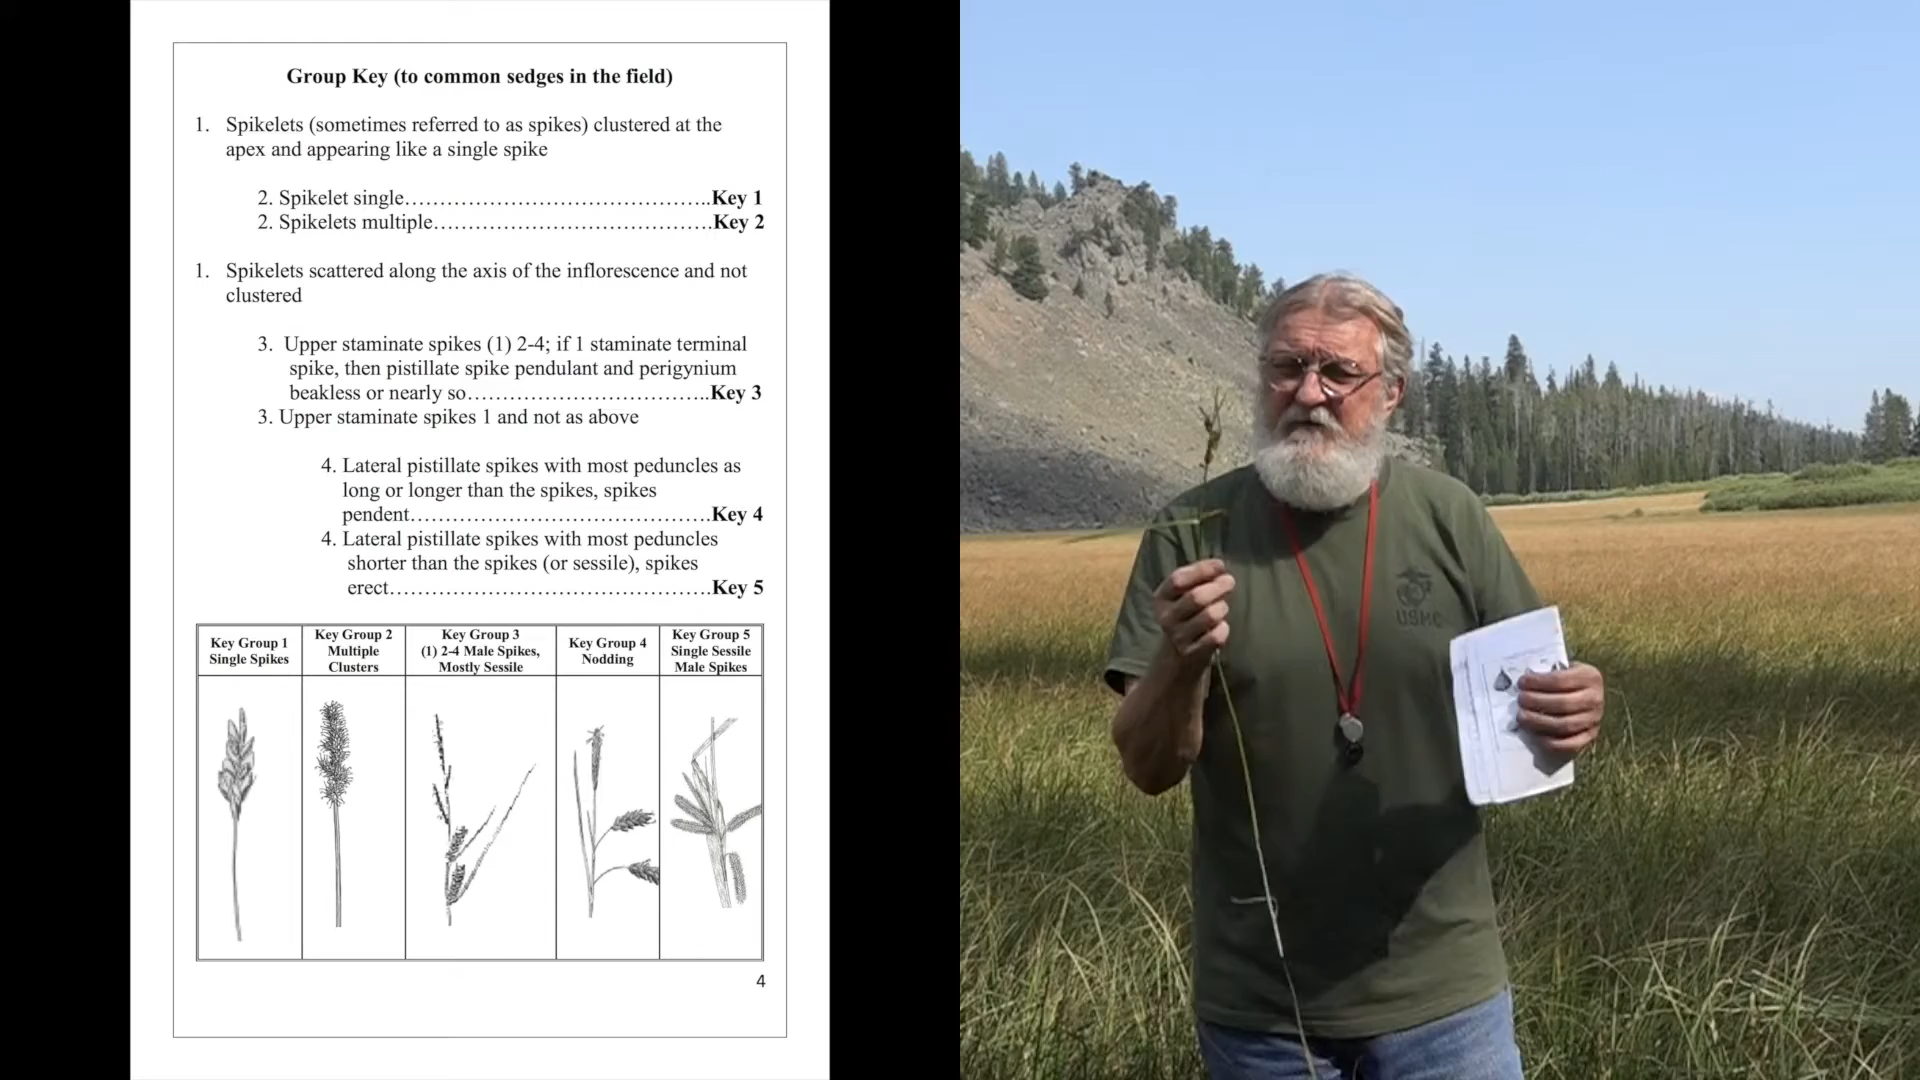 Group Key (to common sedges in the field)
1. Spikelets (sometimes referred to as spikes) clustered at the
apex and appearing like a single spike
2. Spikelet single……………………………………..Key 1
2. Spikelets multiple………………………………….Key 2
1. Spikelets scattered along the axis of the inflorescence and not
clustered
3. Upper staminate spikes (1) 2-4; if 1 staminate terminal
spike, then pistillate spike pendulant and perigynium
beakless or nearly so……………………………..Key 3
3. Upper staminate spikes 1 and not as above
4. Lateral pistillate spikes with most peduncles as
long or longer than the spikes, spikes
pendent…………………………………….Key 4
4. Lateral pistillate spikes with most peduncles
shorter than the spikes (or sessile), spikes
erect……………………………………….Key 5
Key Group 1
Single Spikes
Key Group 2
Multiple
Clusters
Key Group 3
(1) 2-4 Male Spikes,
Mostly Sessile
Key Group 4
Nodding
Key Group 5
Single Sessile
Male Spikes
4
USMC